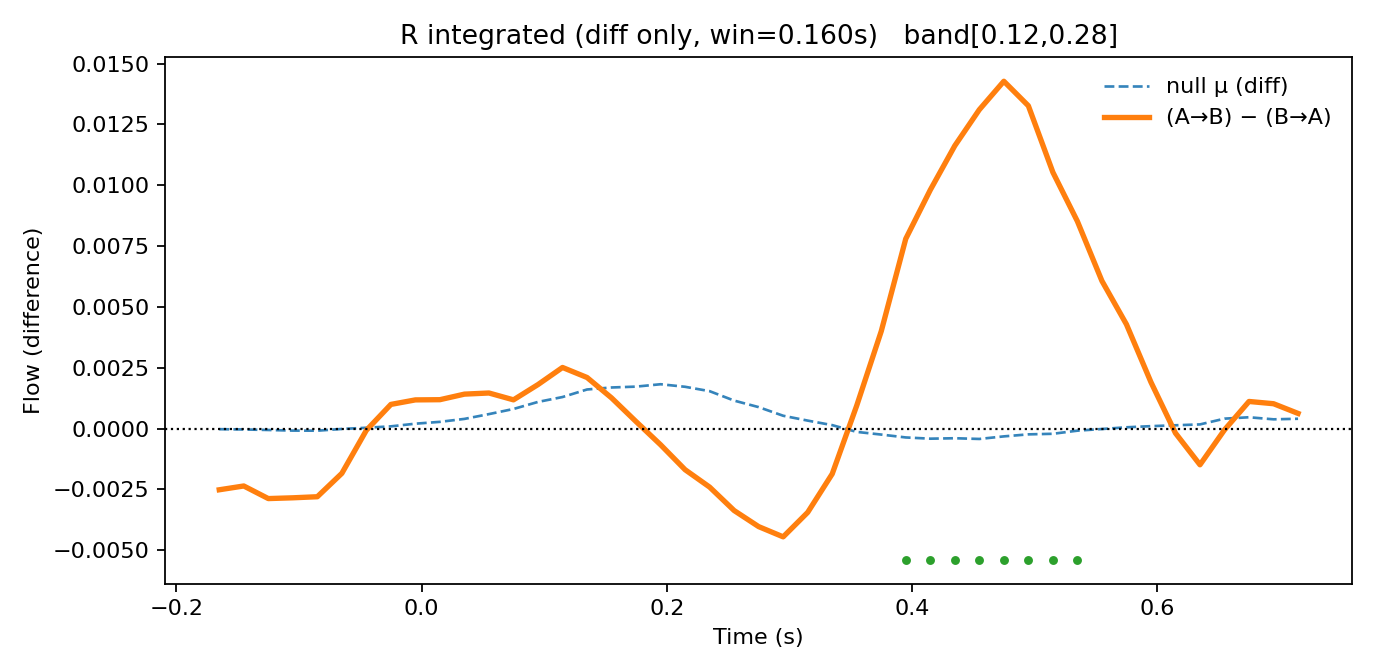 R integrated (diff only, win=0.160s)   band[0.12,0.28]
0.0150
0.0125
0.0100
0.0075
0.0050
0.0025
0.0000
−0.0025
−0.0050
Flow (difference)
null μ (diff)
(A→B) − (B→A)
−0.2
0.0
0.2
0.4
0.6
Time (s)